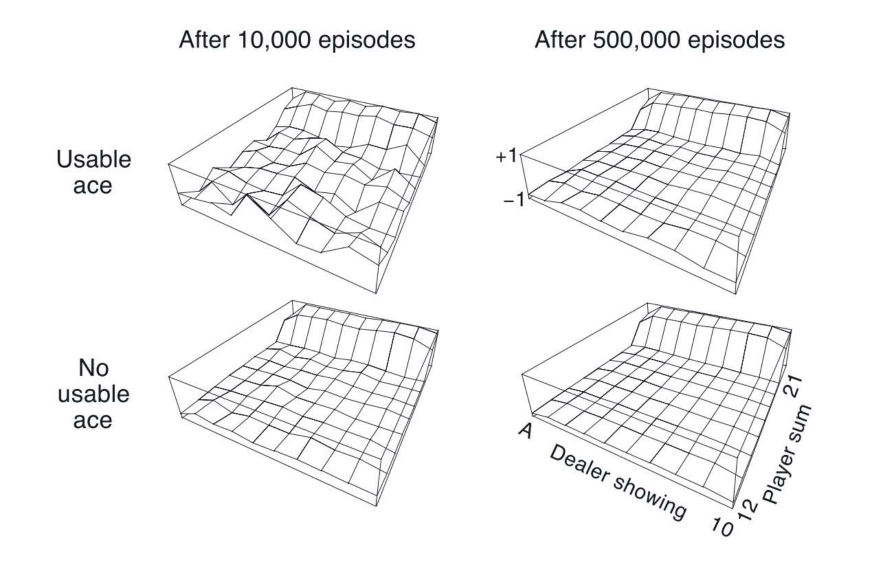 After 10,000 episodes
After 500,000 episodes
Usable
ace
+1
−1
No
usable
ace
A
Dealer showing
10
12
Player sum
21